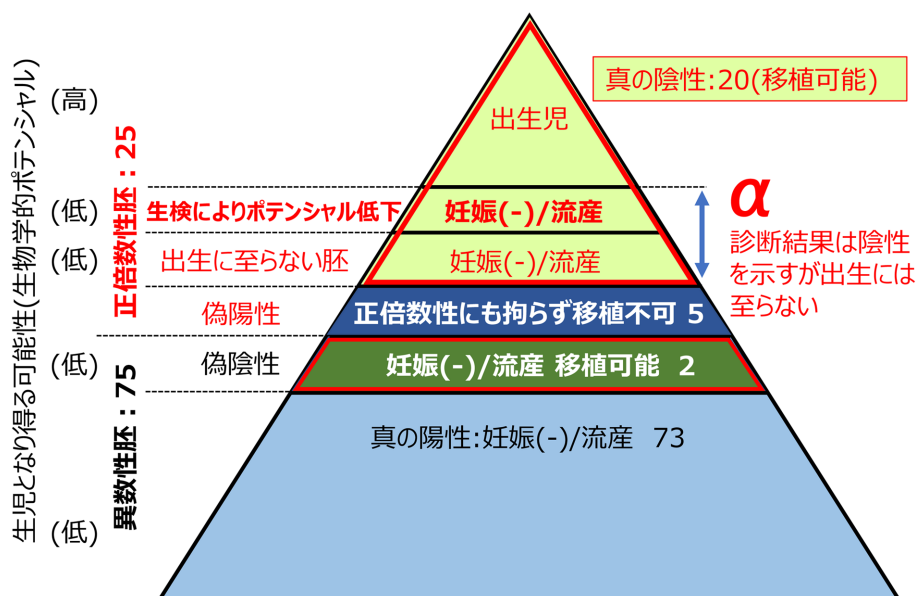 生児となり得る可能性(生物学的ポテンシャル)
(高)
(低)
(低)
(低)
(低)
正倍数性胚：25
異数性胚：75
生検によりポテンシャル低下
出生に至らない胚
偽陽性
偽陰性
出生児
妊娠(-)/流産
妊娠(-)/流産
正倍数性にも拘らず移植不可 5
妊娠(-)/流産 移植可能 2
真の陽性:妊娠(-)/流産 73
真の陰性:20(移植可能)
α
診断結果は陰性
を示すが出生には
至らない